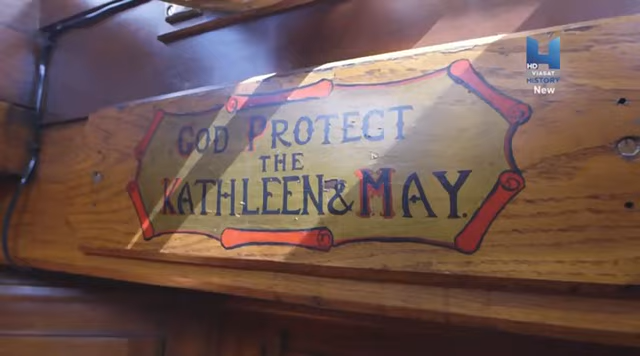 HD
VIASAT
HISTORY
New
GOD PROTECT
THE
KATHLEEN & MAY.